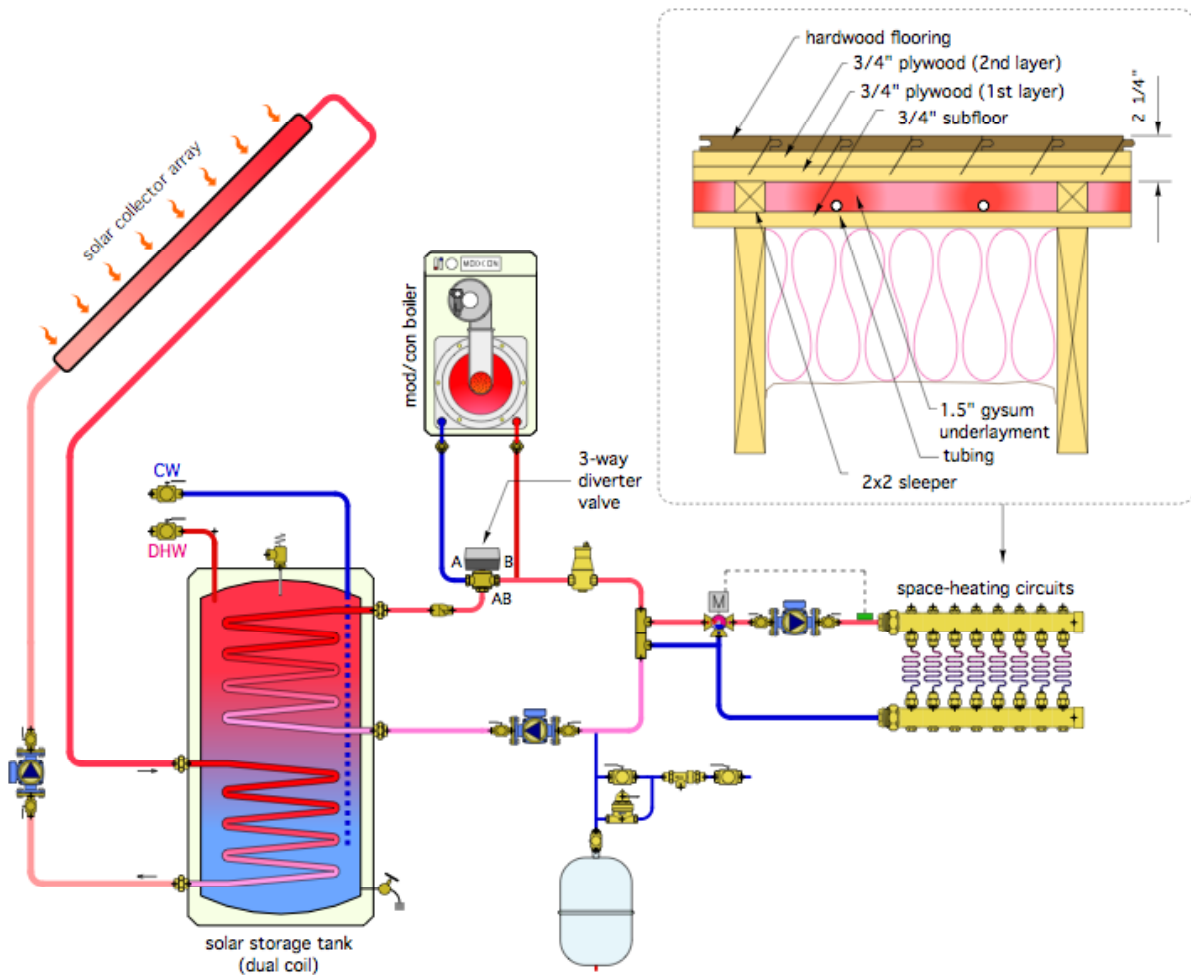 hardwood flooring
3/4" plywood (2nd layer)
3/4" plywood (1st layer)
3/4" subfloor
2 1/4"
solar collector array
MOD/CON
mod/con boiler
1.5" gysum
underlayment
tubing
2x2 sleeper
3-way
diverter
valve
CW
DHW
A
B
AB
M
space-heating circuits
solar storage tank
(dual coil)